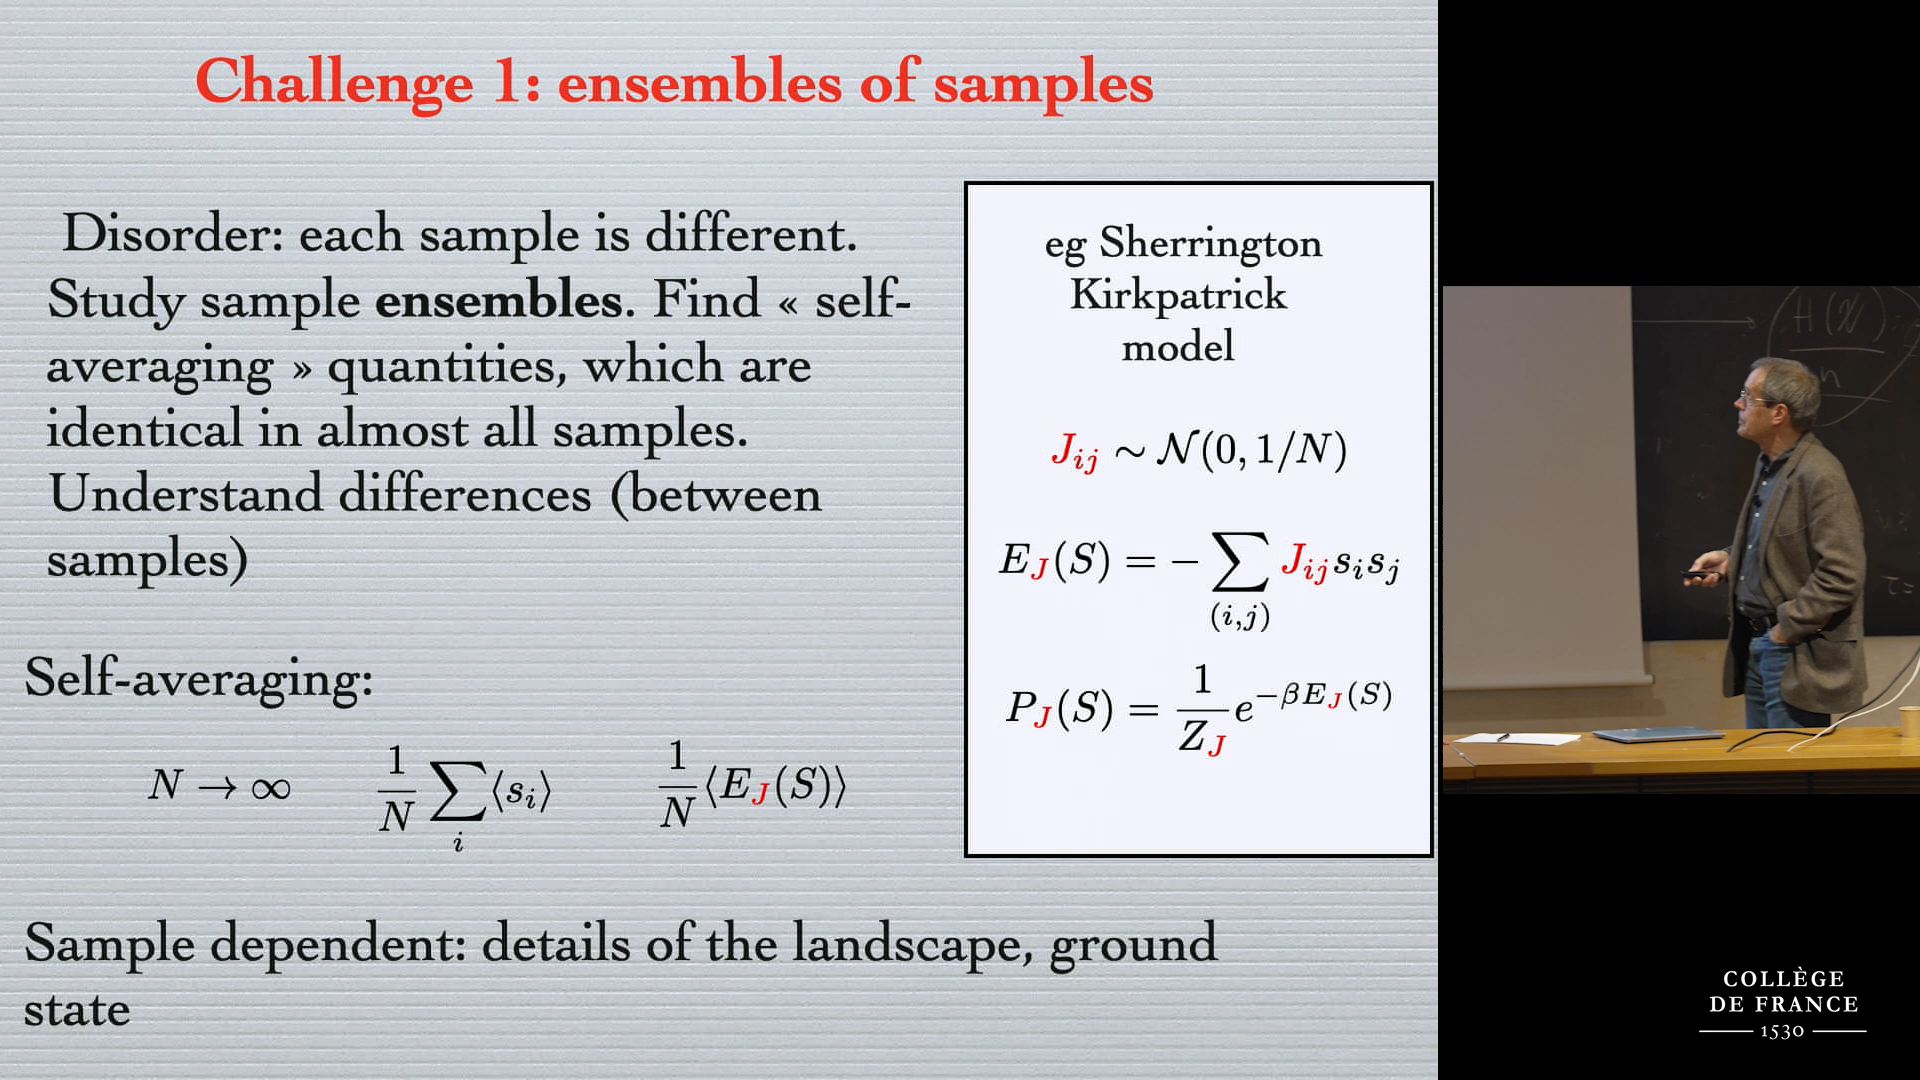 Challenge 1: ensembles of samples
Disorder: each sample is different.
Study sample ensembles. Find « self-
averaging » quantities, which are
identical in almost all samples.
Understand differences (between
samples)
Self-averaging:
N → ∞   1/N ∑_i ⟨s_i⟩   1/N ⟨E_J(S)⟩
Sample dependent: details of the landscape, ground
state
eg Sherrington
Kirkpatrick
model
J_ij ∼ 𝒩(0, 1/N)
E_J(S) = − ∑_(i,j) J_ij s_i s_j
P_J(S) = 1/Z_J e^{−βE_J(S)}
H(
n
COLLÈGE
DE FRANCE
1530